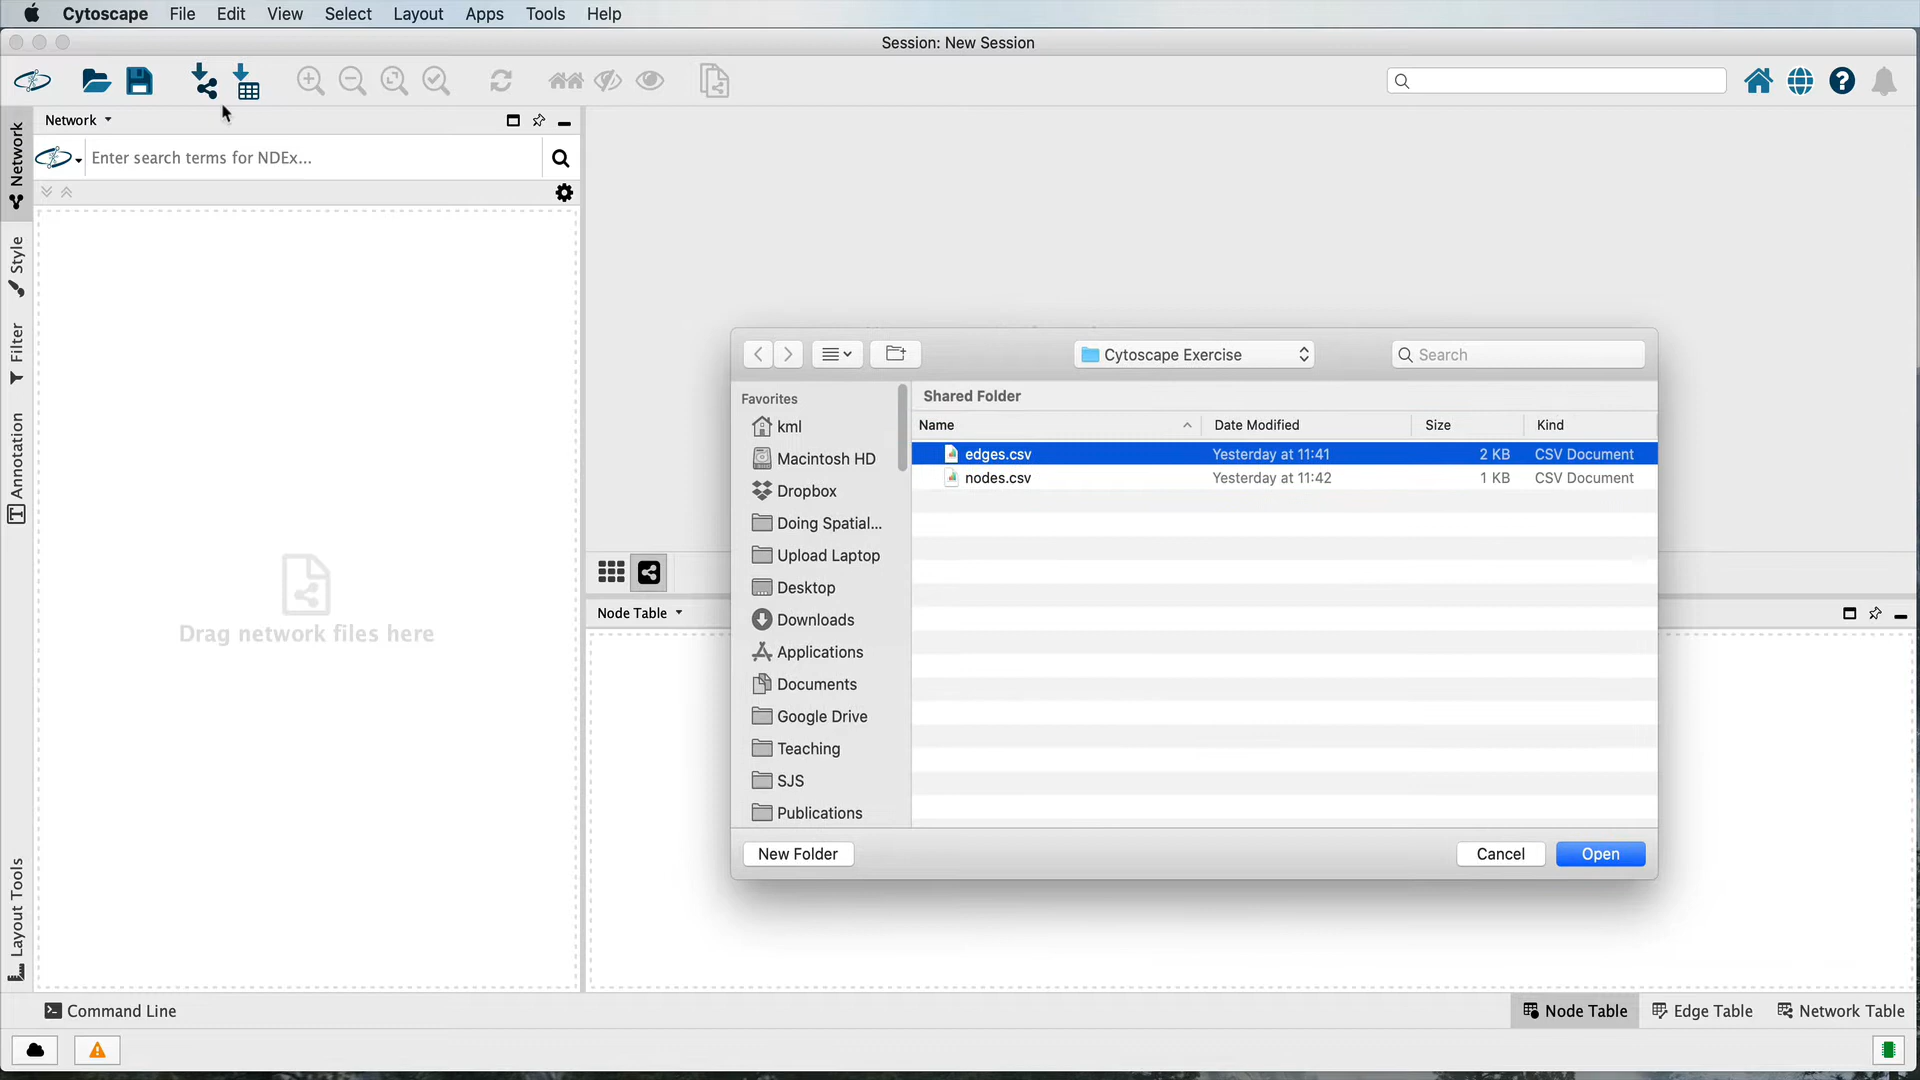 Cytoscape File Edit View Select Layout Apps Tools Help
Session: New Session
Network
Enter search terms for NDEx...
Network
Style
Filter
Annotation
Layout Tools
Drag network files here
Node Table
Cytoscape Exercise
Search
Favorites
kml
Macintosh HD
Dropbox
Doing Spatial...
Upload Laptop
Desktop
Downloads
Applications
Documents
Google Drive
Teaching
SJS
Publications
Shared Folder
Name Date Modified Size Kind
edges.csv Yesterday at 11:41 2 KB CSV Document
nodes.csv Yesterday at 11:42 1 KB CSV Document
New Folder Cancel Open
Command Line Node Table Edge Table Network Table